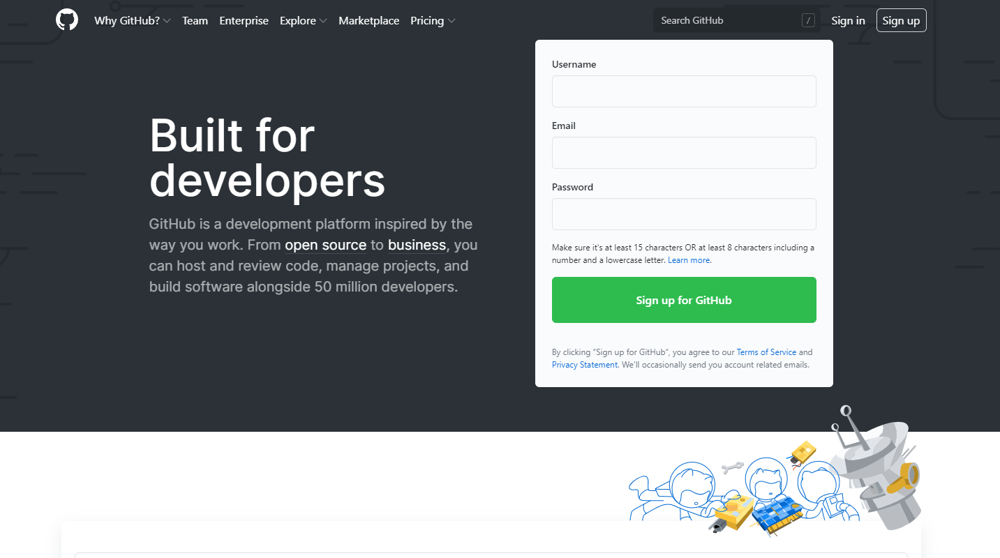 Why GitHub? Team Enterprise Explore Marketplace Pricing Search GitHub / Sign in Sign up
Built for
developers
GitHub is a development platform inspired by the
way you work. From open source to business, you
can host and review code, manage projects, and
build software alongside 50 million developers.
Username
Email
Password
Make sure it's at least 15 characters OR at least 8 characters including a
number and a lowercase letter. Learn more.
Sign up for GitHub
By clicking “Sign up for GitHub”, you agree to our Terms of Service and
Privacy Statement. We’ll occasionally send you account related emails.